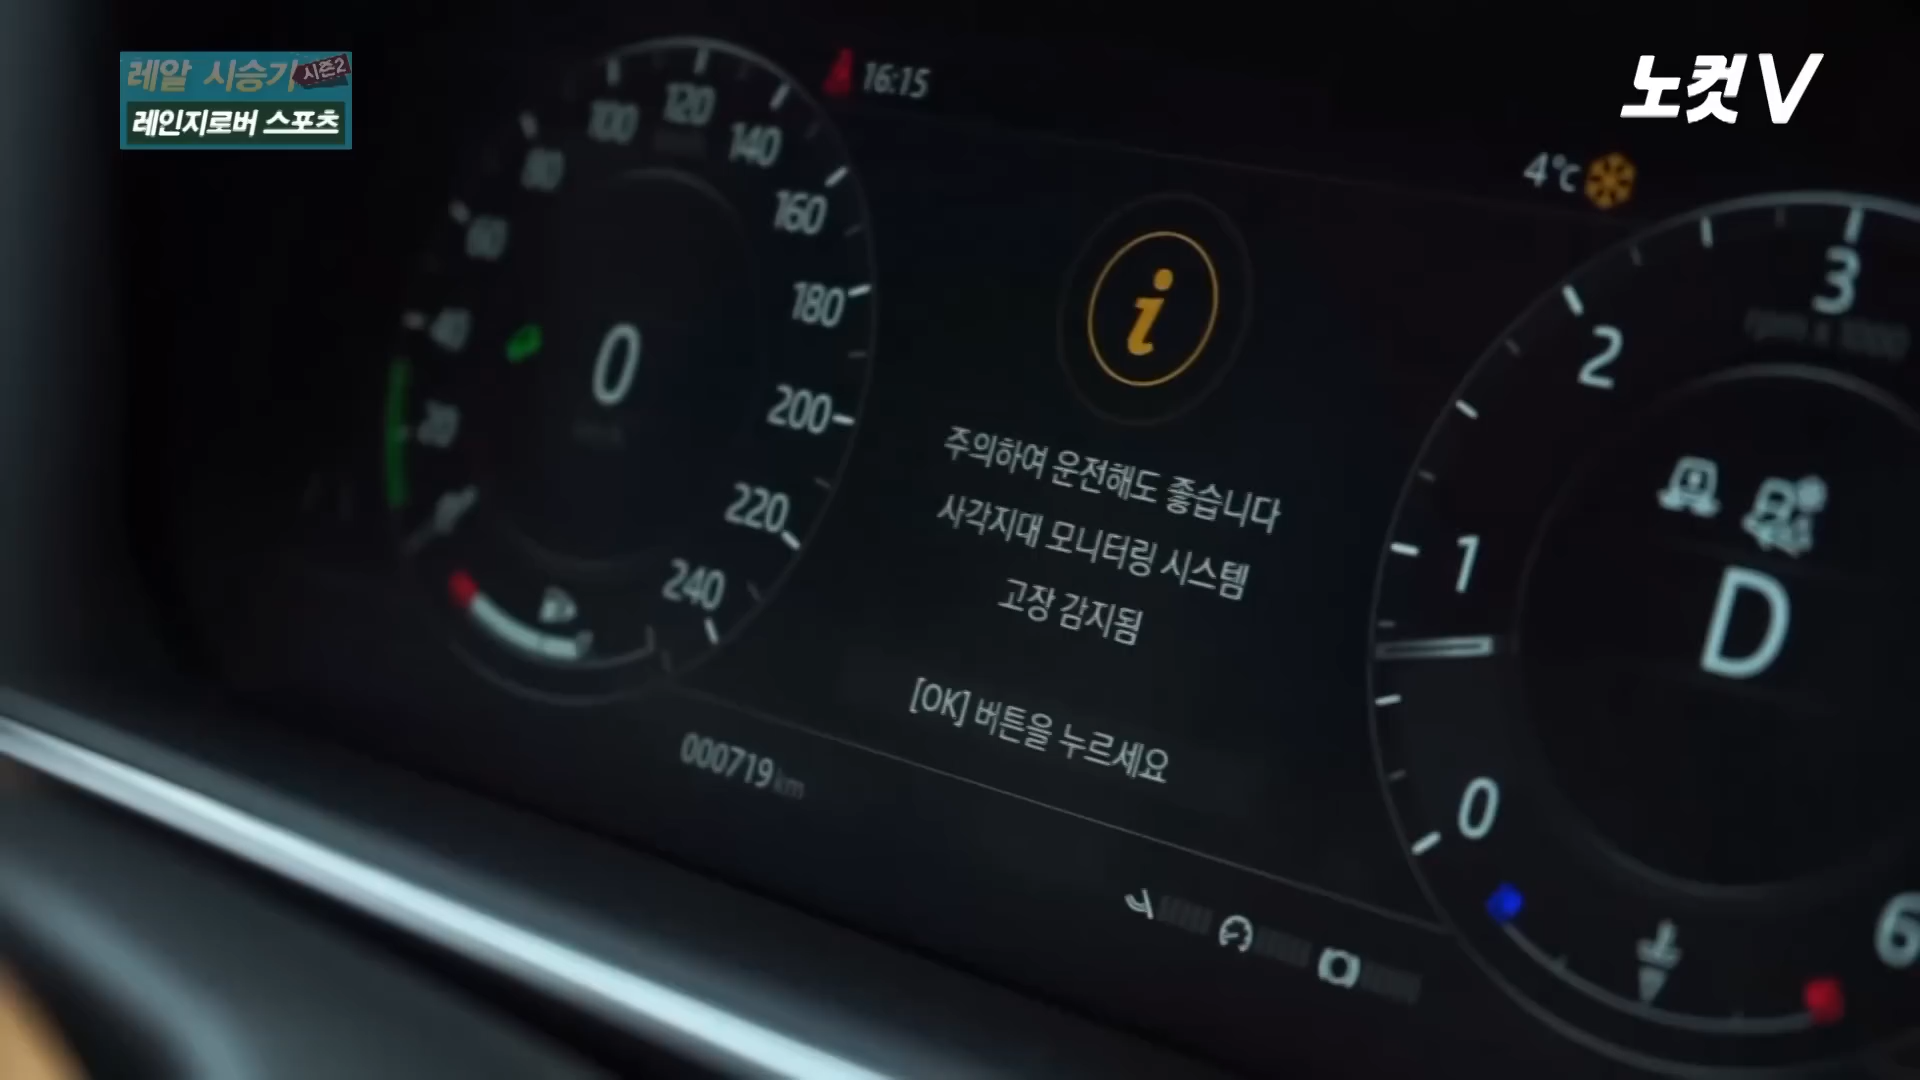 레알 시승기 시즌2
레인지로버 스포츠
노컷V
16:15
4°C
20
40
60
80
100
120
140
160
180
200
220
240
0
주의하여 운전해도 좋습니다
사각지대 모니터링 시스템
고장 감지됨
[OK] 버튼을 누르세요
000719 km
3
rpm x 1000
2
1
0
6
D